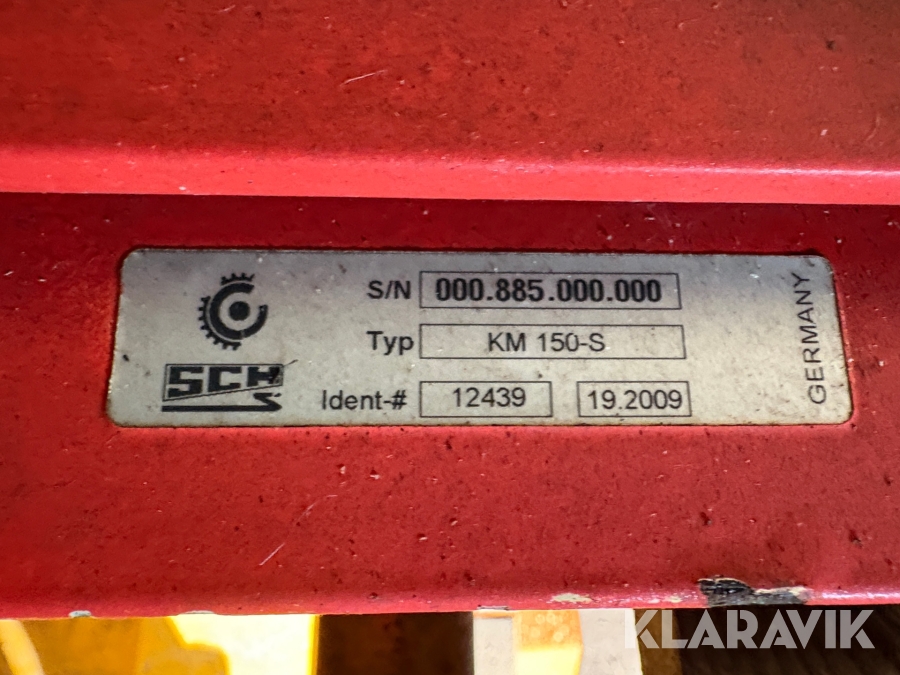 S/N 000.885.000.000
Typ KM 150-S
SCH
Ident-# 12439 19.2009
GERMANY
KLARAVIK